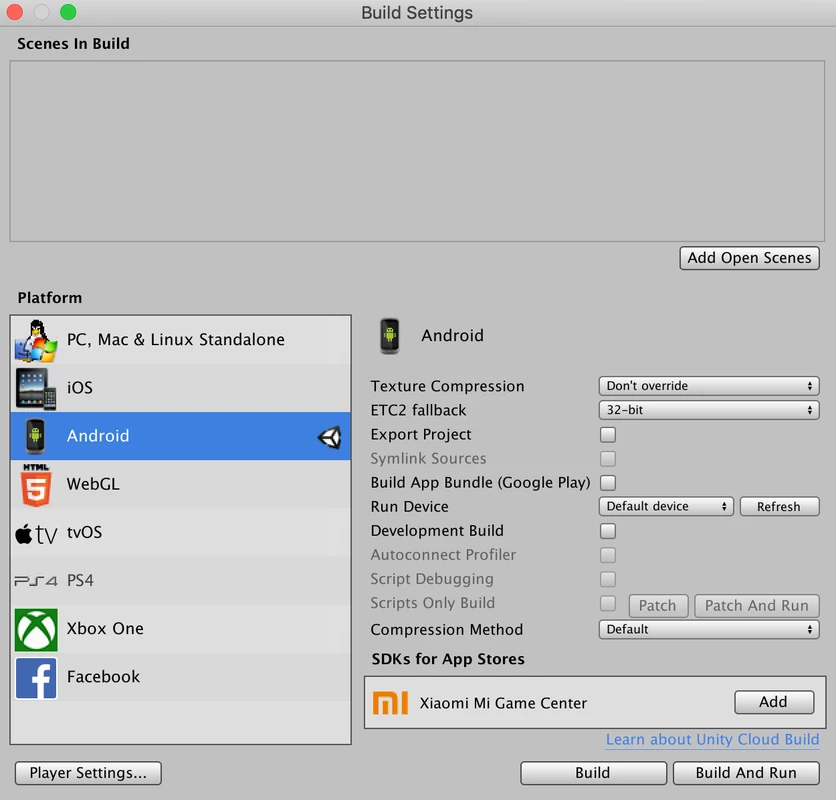 Build Settings
Scenes In Build
Add Open Scenes
Platform
PC, Mac & Linux Standalone
iOS
Android
HTML
5
WebGL
tv
tvOS
PS4
PS4
Xbox One
f
Facebook
Android
Texture Compression
Don't override
ETC2 fallback
32-bit
Export Project
Symlink Sources
Build App Bundle (Google Play)
Run Device
Default device
Refresh
Development Build
Autoconnect Profiler
Script Debugging
Scripts Only Build
Patch
Patch And Run
Compression Method
Default
SDKs for App Stores
mi
Xiaomi Mi Game Center
Add
Learn about Unity Cloud Build
Player Settings...
Build
Build And Run